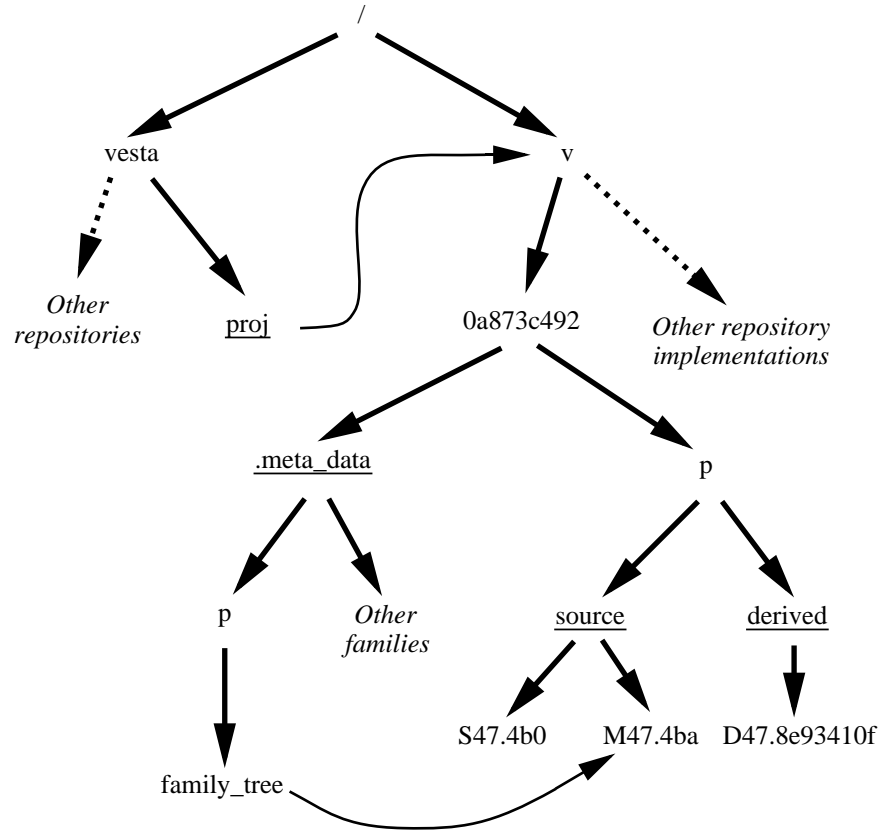 /
vesta
v
Other
repositories
proj
0a873c492
Other repository
implementations
.meta_data
p
p
Other
families
source
derived
S47.4b0
M47.4ba
D47.8e93410f
family_tree